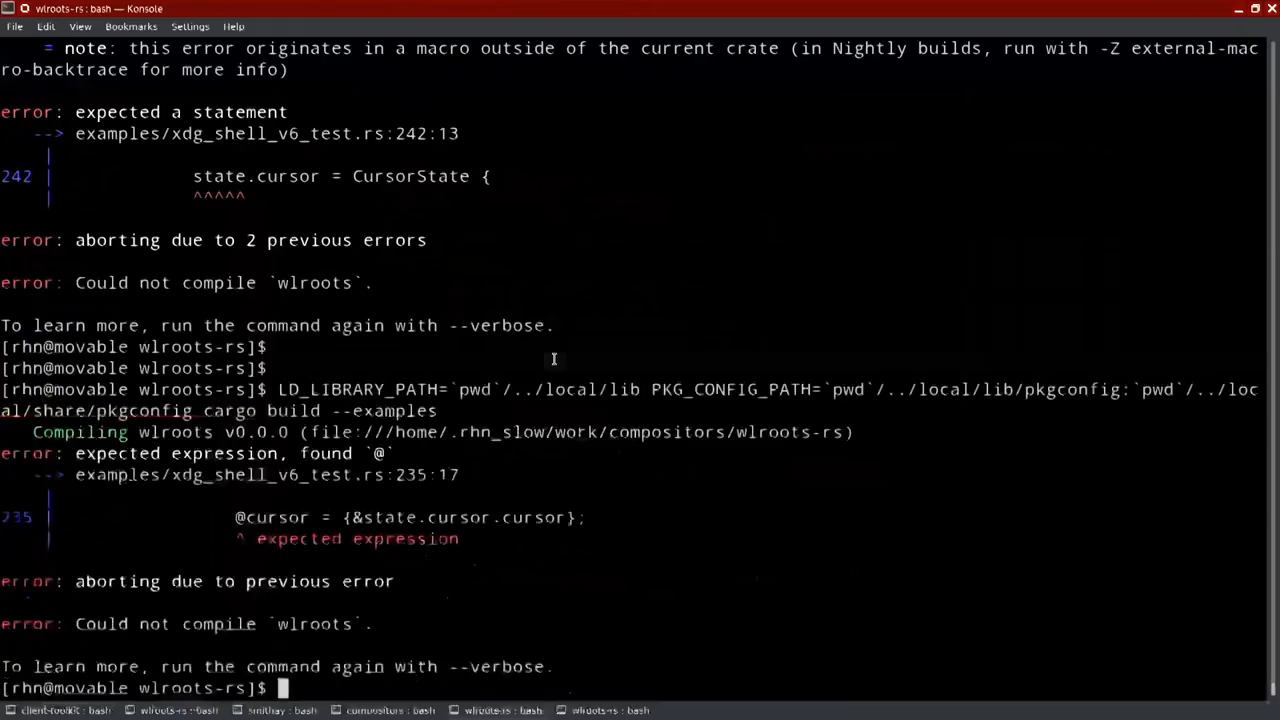 wlroots-rs : bash — Konsole
File Edit View Bookmarks Settings Help
= note: this error originates in a macro outside of the current crate (in Nightly builds, run with -Z external-mac
ro-backtrace for more info)
error: expected a statement
--> examples/xdg_shell_v6_test.rs:242:13
|
242 | state.cursor = CursorState {
| ^^^^^
error: aborting due to 2 previous errors
error: Could not compile `wlroots`.
To learn more, run the command again with --verbose.
[rhn@movable wlroots-rs]$
[rhn@movable wlroots-rs]$
[rhn@movable wlroots-rs]$ LD_LIBRARY_PATH=`pwd`/../local/lib PKG_CONFIG_PATH=`pwd`/../local/lib/pkgconfig:`pwd`/../loc
al/share/pkgconfig cargo build --examples
Compiling wlroots v0.0.0 (file:///home/.rhn_slow/work/compositors/wlroots-rs)
error: expected expression, found `@`
--> examples/xdg_shell_v6_test.rs:235:17
|
235 | @cursor = {&state.cursor.cursor};
| ^ expected expression
error: aborting due to previous error
error: Could not compile `wlroots`.
To learn more, run the command again with --verbose.
[rhn@movable wlroots-rs]$
client-toolkit : bash wlroots-rs : bash smithay : bash compositors : bash wlroots-rs : bash wlroots-rs : bash